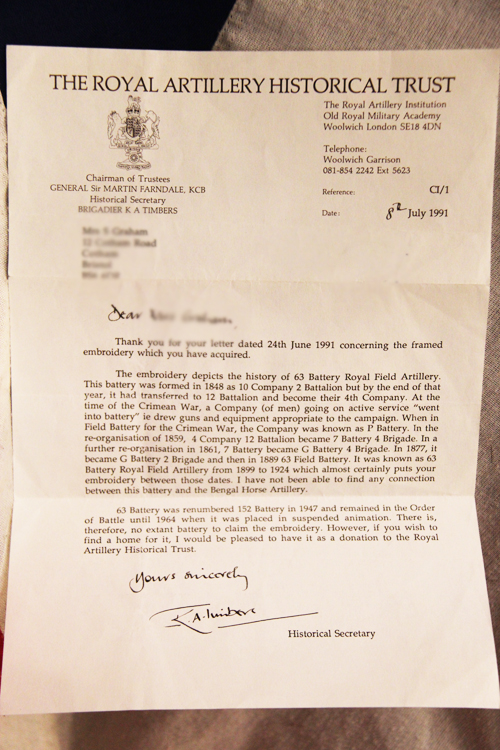 THE ROYAL ARTILLERY HISTORICAL TRUST
The Royal Artillery Institution
Old Royal Military Academy
Woolwich London SE18 4DN
Telephone:
Woolwich Garrison
081-854 2242 Ext 5623
Chairman of Trustees
GENERAL Sir MARTIN FARNDALE, KCB
Historical Secretary
BRIGADIER K A TIMBERS
Reference: CI/1
Date: 8th July 1991
Dear
Thank you for your letter dated 24th June 1991 concerning the framed
embroidery which you have acquired.
The embroidery depicts the history of 63 Battery Royal Field Artillery.
This battery was formed in 1848 as 10 Company 2 Battalion but by the end of that
year, it had transferred to 12 Battalion and become their 4th Company. At the
time of the Crimean War, a Company (of men) going on active service "went
into battery" ie drew guns and equipment appropriate to the campaign. When in
Field Battery for the Crimean War, the Company was known as P Battery. In the
re-organisation of 1859, 4 Company 12 Battalion became 7 Battery 4 Brigade. In a
further re-organisation in 1861, 7 Battery became G Battery 4 Brigade. In 1877, it
became G Battery 2 Brigade and then in 1889 63 Field Battery. It was known as 63
Battery Royal Field Artillery from 1899 to 1924 which almost certainly puts your
embroidery between those dates. I have not been able to find any connection
between this battery and the Bengal Horse Artillery.
63 Battery was renumbered 152 Battery in 1947 and remained in the Order
of Battle until 1964 when it was placed in suspended animation. There is,
therefore, no extant battery to claim the embroidery. However, if you wish to
find a home for it, I would be pleased to have it as a donation to the Royal
Artillery Historical Trust.
Yours sincerely
K.A. Timbers
Historical Secretary